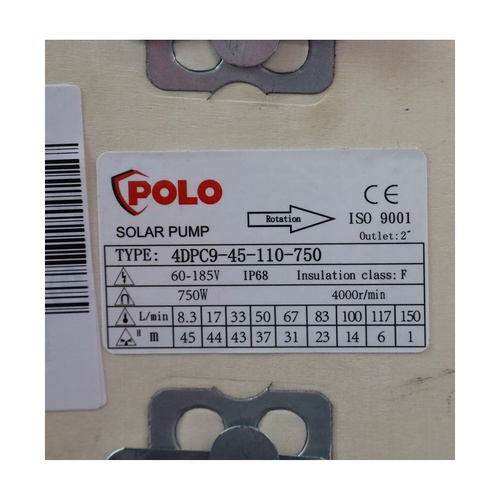 POLO
Rotation
ISO 9001
SOLAR PUMP
Outlet:2"
TYPE: 4DPC9-45-110-750
60-185V IP68 Insulation class: F
750W 4000r/min
L/min 8.3 17 33 50 67 83 100 117 150
H m 45 44 43 37 31 23 14 6 1